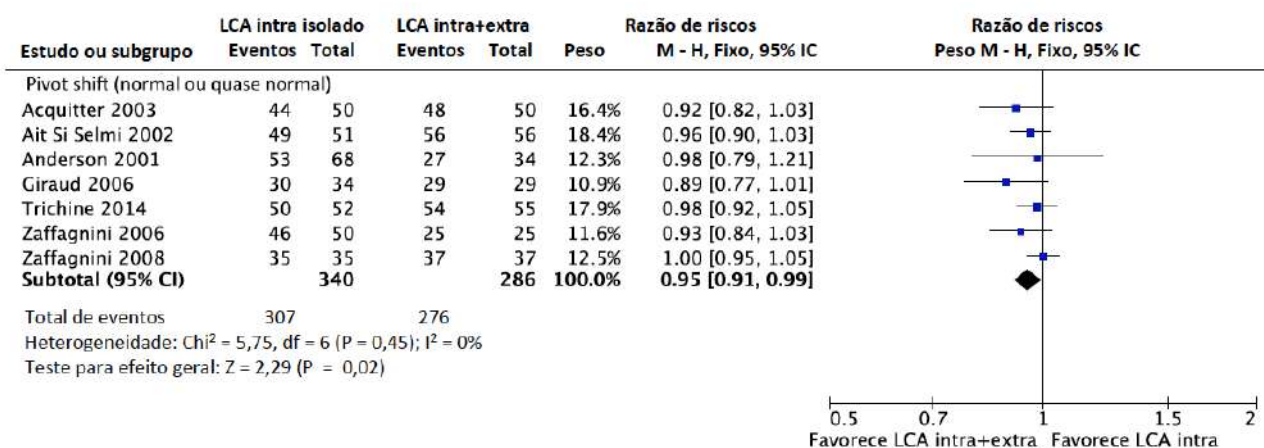 LCA intra isolado LCA intra+extra Razão de riscos Razão de riscos
Estudo ou subgrupo Eventos Total Eventos Total Peso M - H, Fixo, 95% IC Peso M - H, Fixo, 95% IC
Pivot shift (normal ou quase normal)
Acquitter 2003 44 50 48 50 16.4% 0.92 [0.82, 1.03]
Ait Si Selmi 2002 49 51 56 56 18.4% 0.96 [0.90, 1.03]
Anderson 2001 53 68 27 34 12.3% 0.98 [0.79, 1.21]
Giraud 2006 30 34 29 29 10.9% 0.89 [0.77, 1.01]
Trichine 2014 50 52 54 55 17.9% 0.98 [0.92, 1.05]
Zaffagnini 2006 46 50 25 25 11.6% 0.93 [0.84, 1.03]
Zaffagnini 2008 35 35 37 37 12.5% 1.00 [0.95, 1.05]
Subtotal (95% CI) 340 286 100.0% 0.95 [0.91, 0.99]
Total de eventos 307 276
Heterogeneidade: Chi² = 5,75, df = 6 (P = 0,45); I² = 0%
Teste para efeito geral: Z = 2,29 (P = 0,02)
0.5 0.7 1 1.5 2
Favorece LCA intra+extra Favorece LCA intra